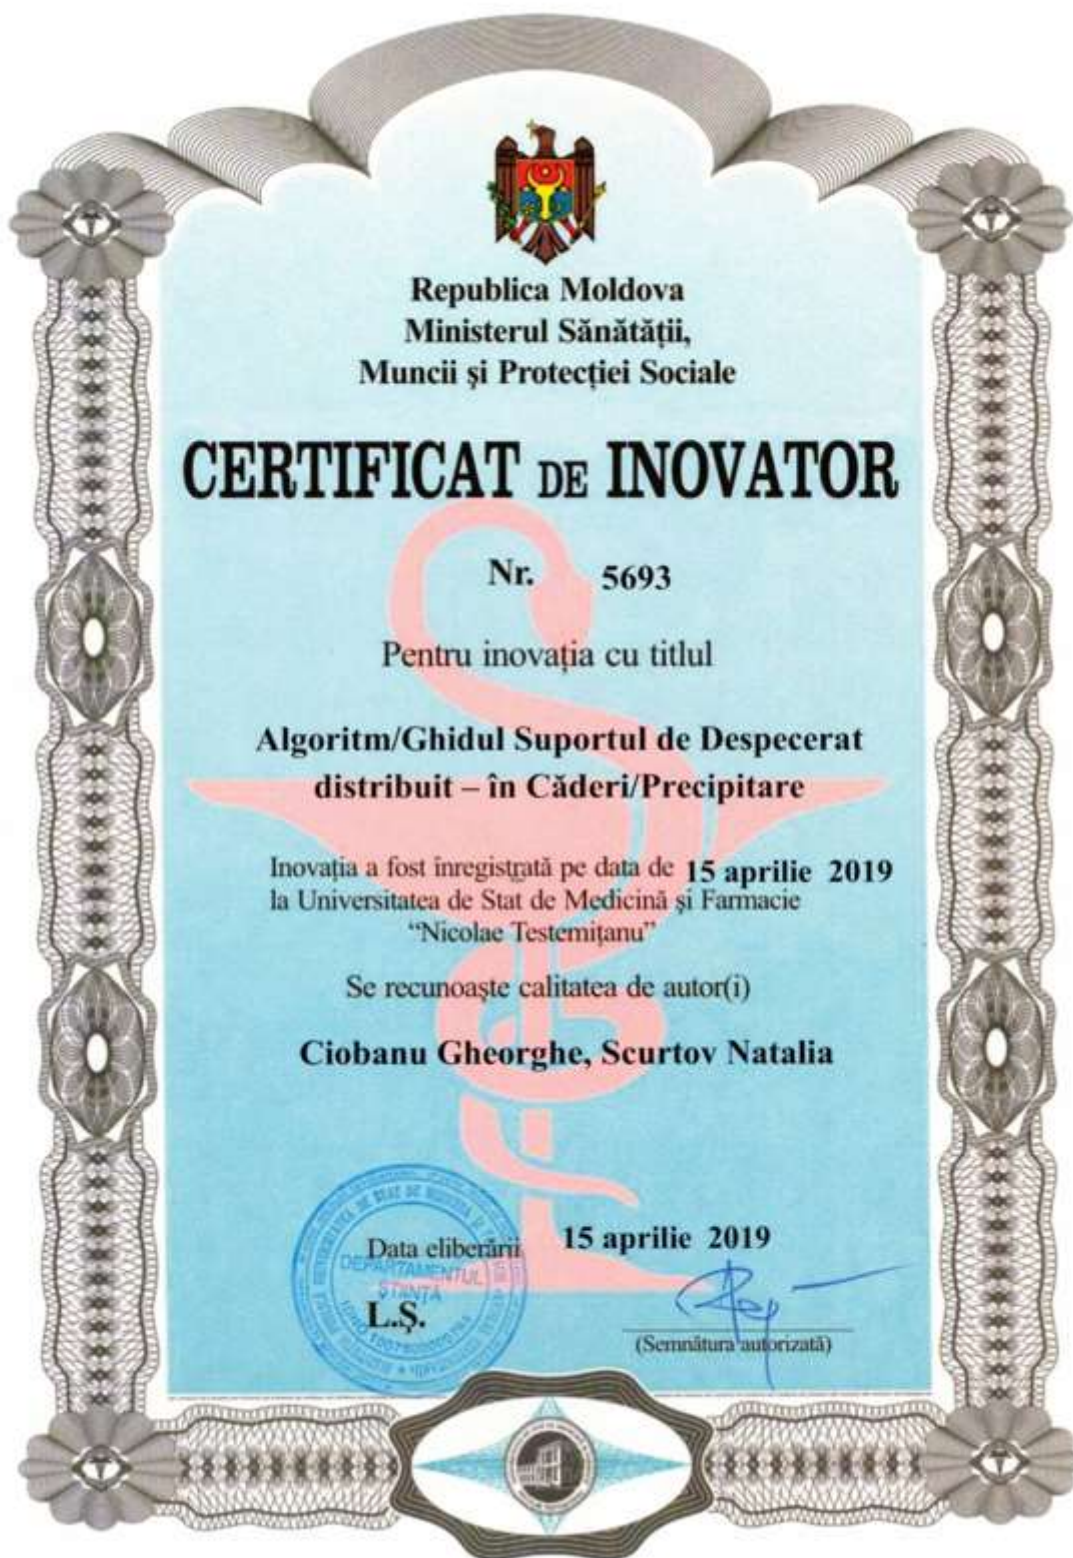 Republica Moldova
Ministerul Sănătății,
Muncii și Protecției Sociale
CERTIFICAT DE INOVATOR
Nr. 5693
Pentru inovația cu titlul
Algoritm/Ghidul Suportul de Despecerat
distribuit – în Căderi/Precipitare
Inovația a fost înregistrată pe data de 15 aprilie 2019
la Universitatea de Stat de Medicină și Farmacie
“Nicolae Testemițanu”
Se recunoaște calitatea de autor(i)
Ciobanu Gheorghe, Scurtov Natalia
Data eliberării 15 aprilie 2019
DEPARTAMENTUL
ȘTIINȚA
L.Ș.
(Semnătura autorizată)